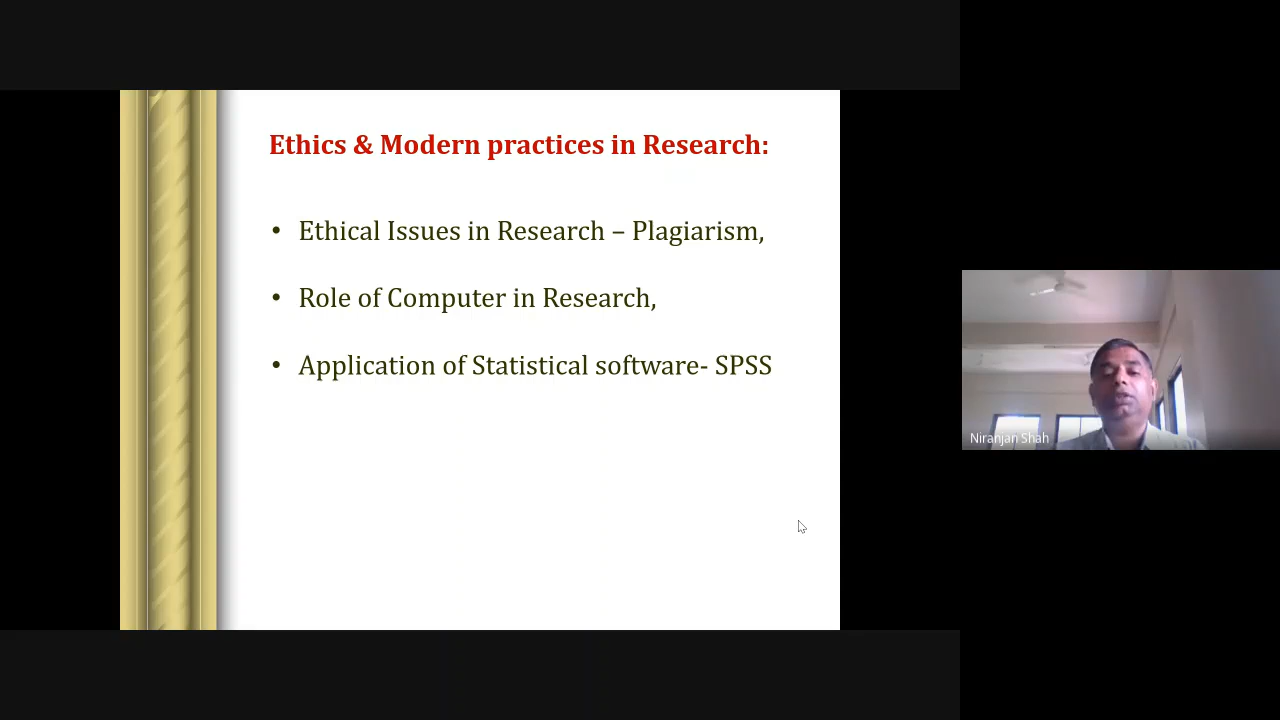 Ethics & Modern practices in Research:
• Ethical Issues in Research – Plagiarism,
• Role of Computer in Research,
• Application of Statistical software- SPSS
Niranjan Shah